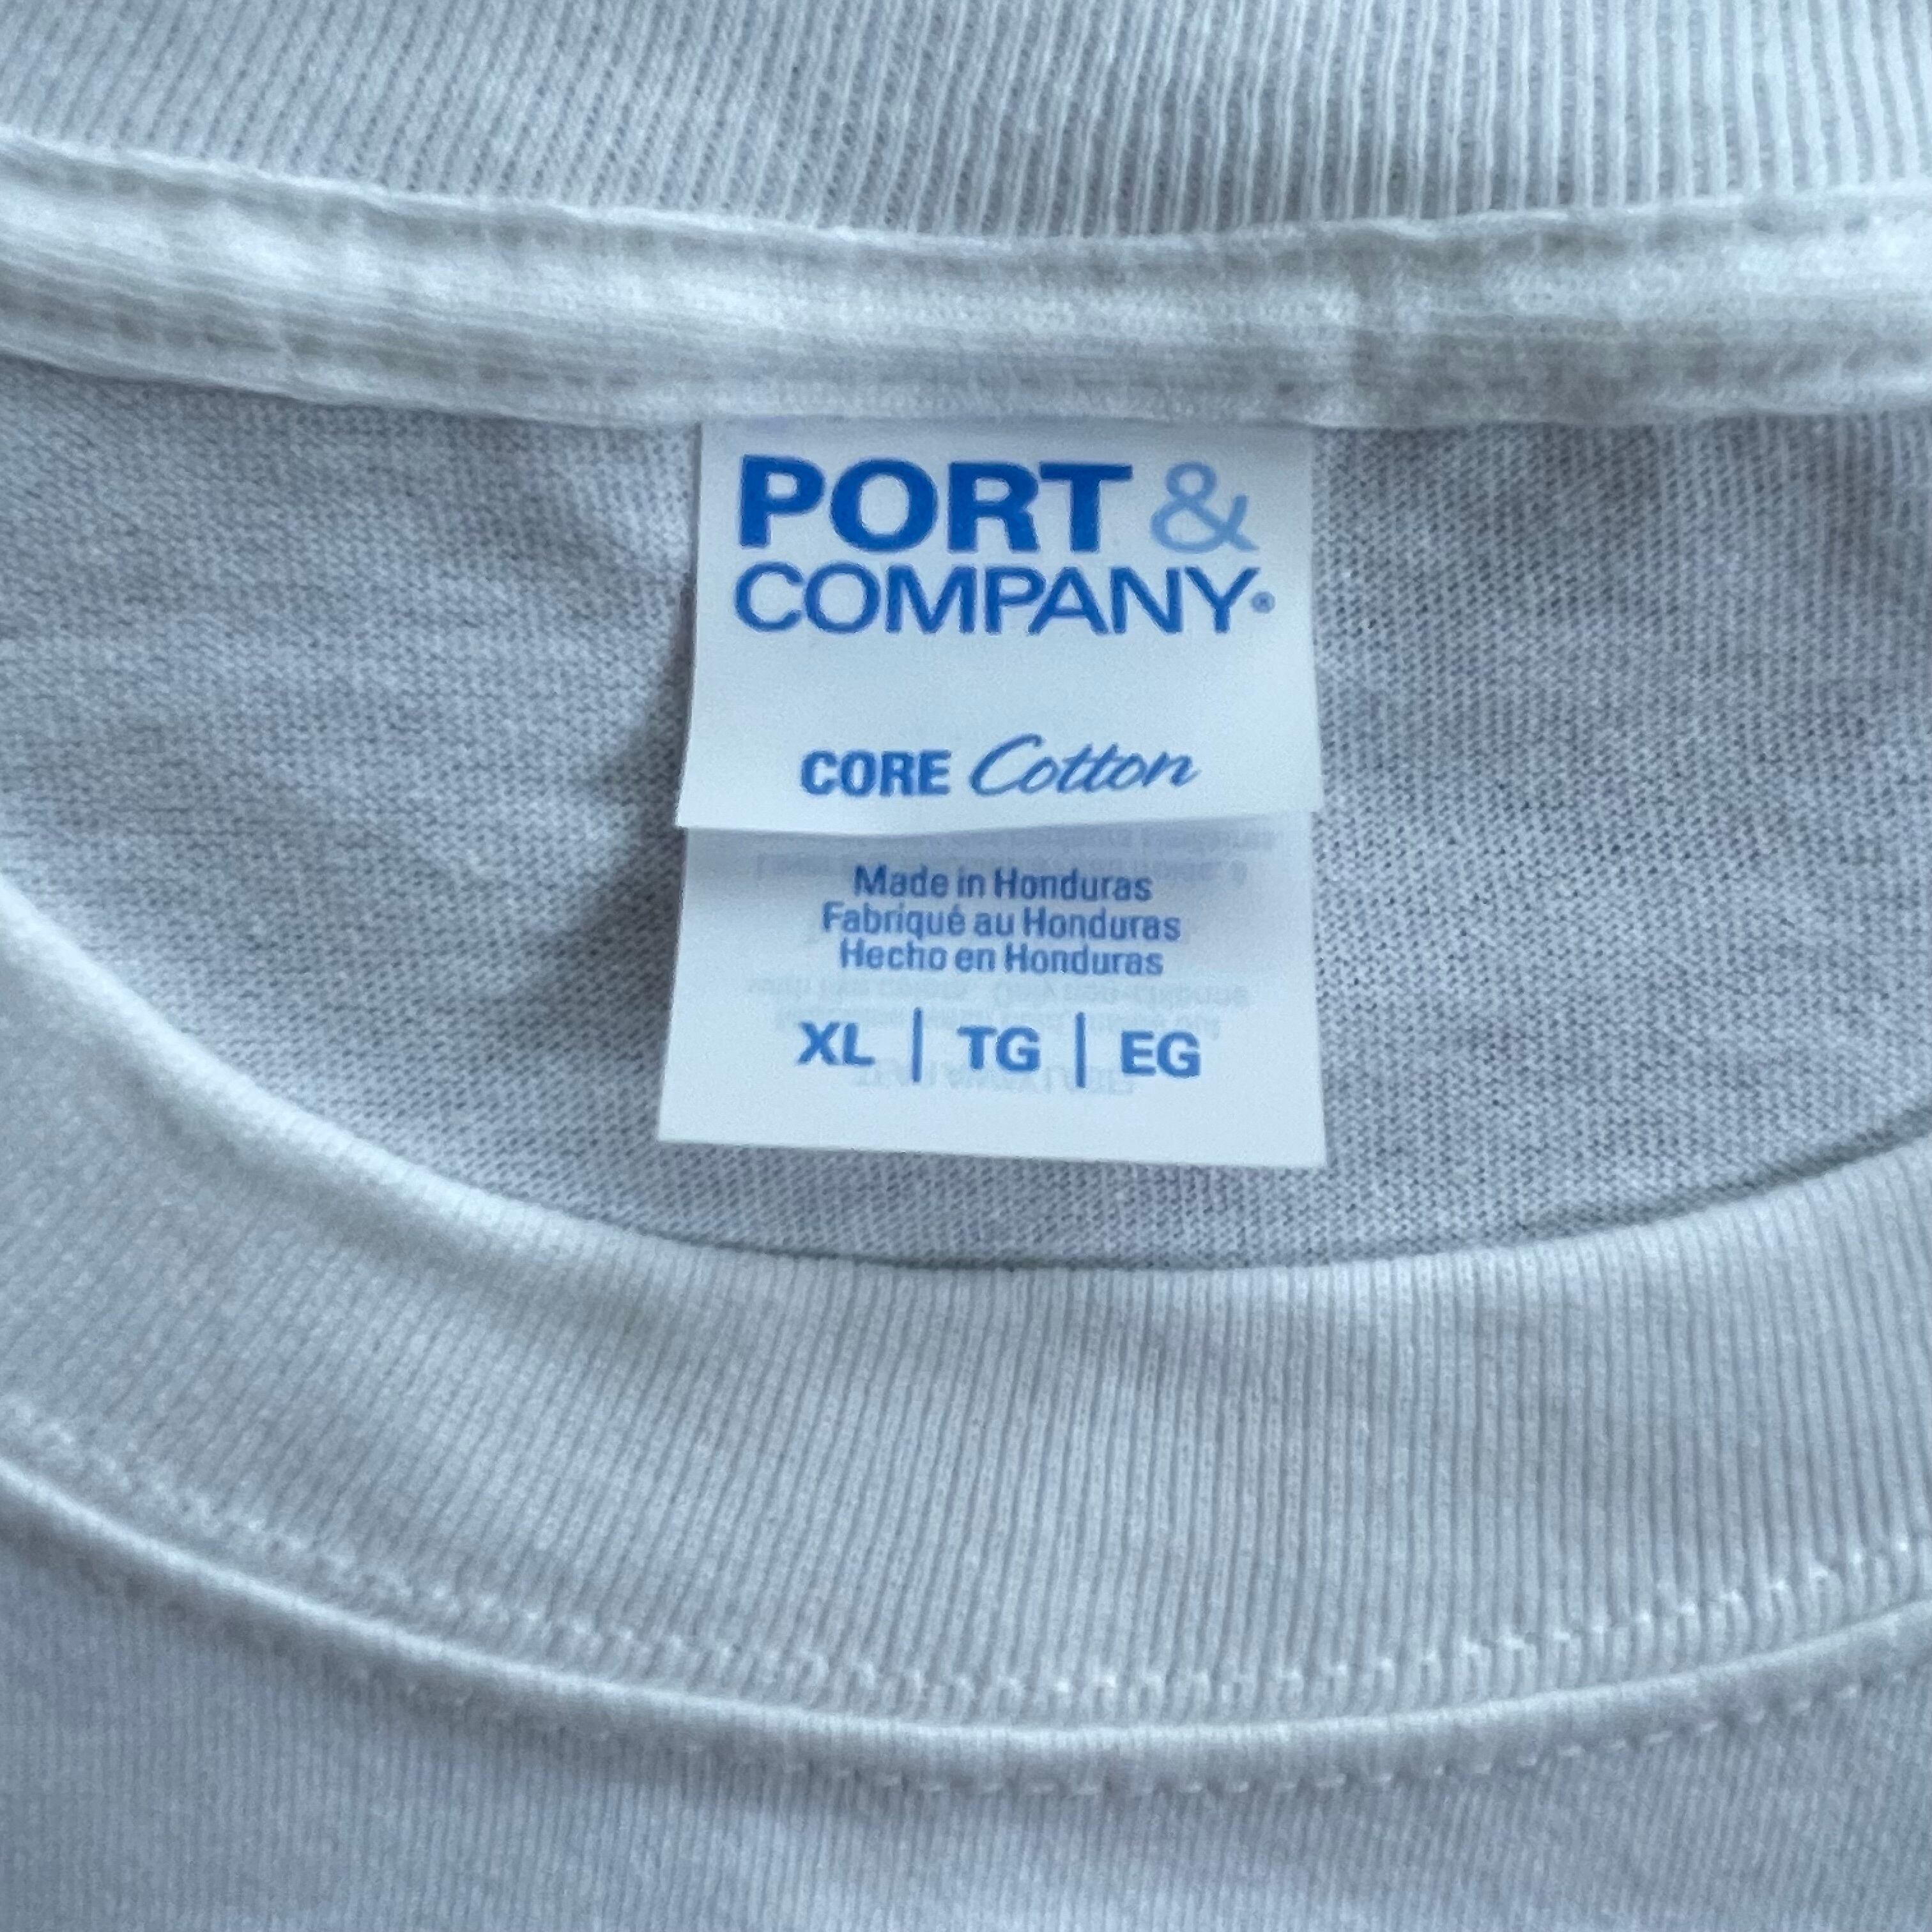 PORT &
COMPANY®
CORE Cotton
Made in Honduras
Fabriqué au Honduras
Hecho en Honduras
XL | TG | EG